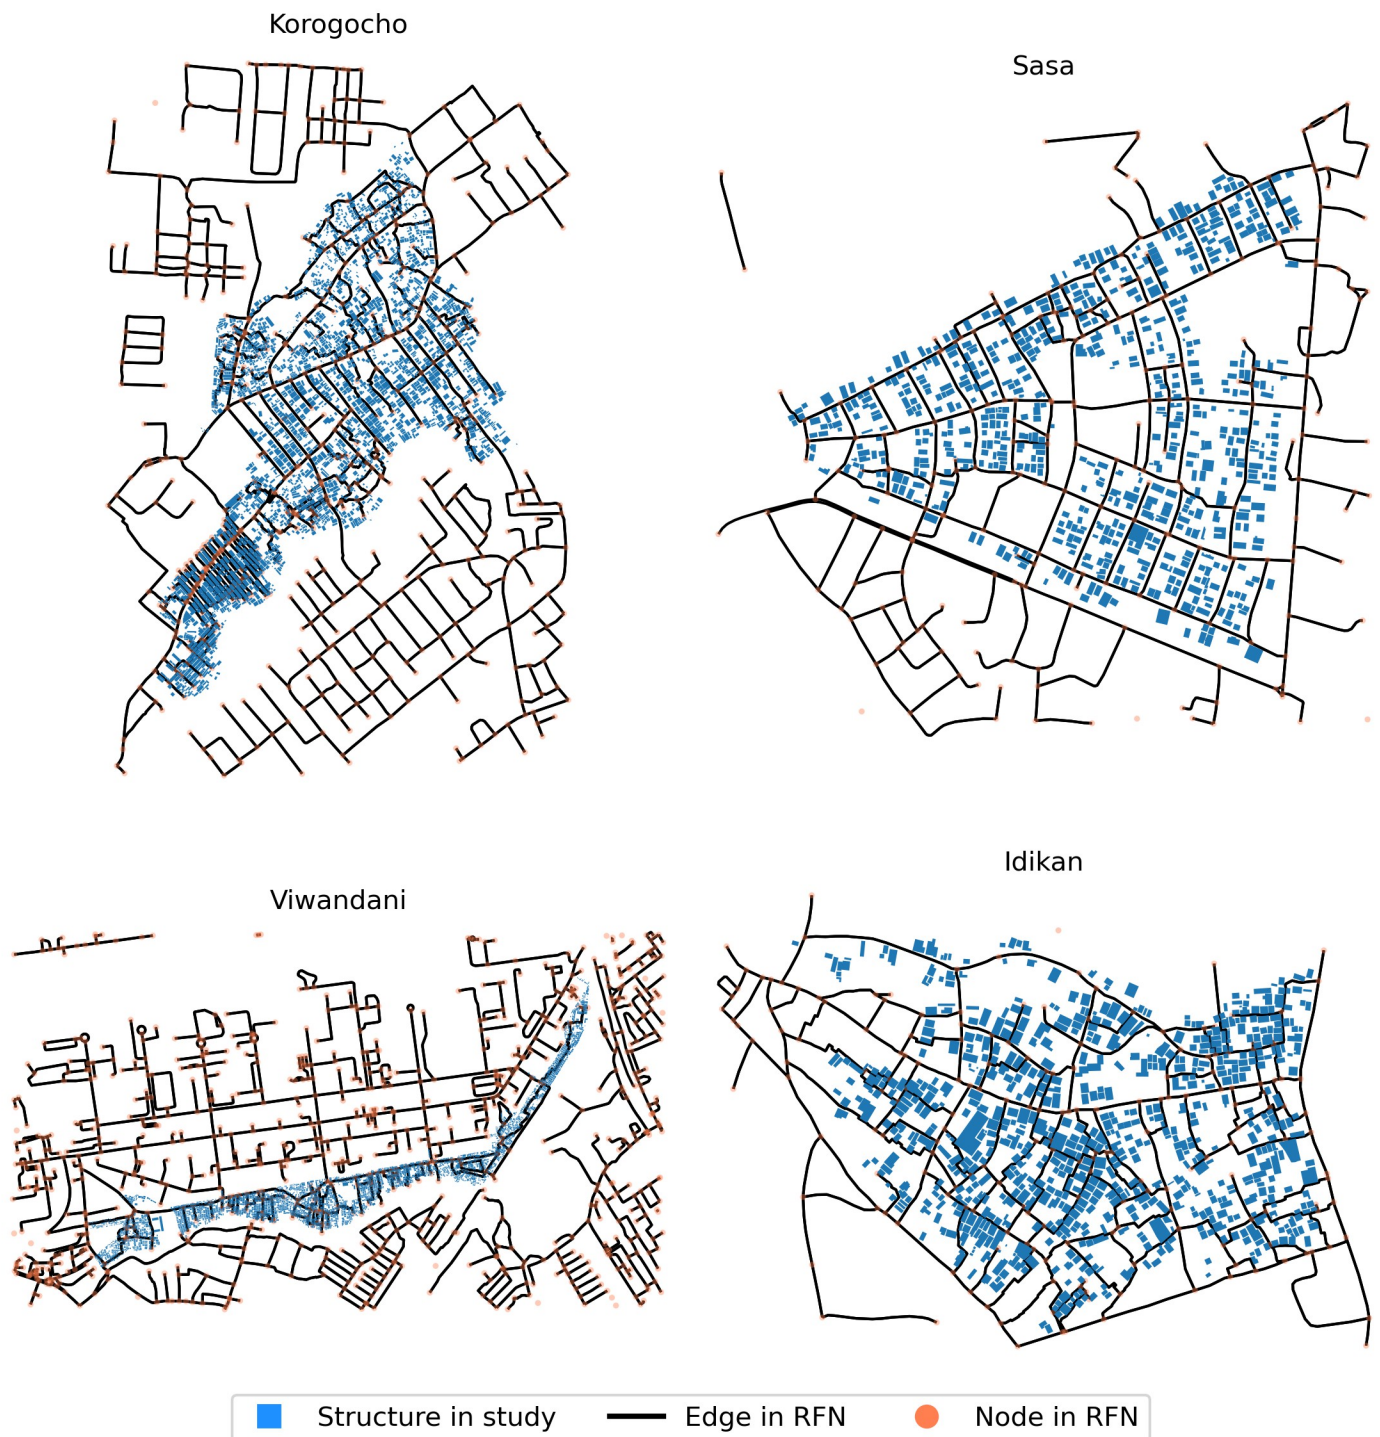 Korogocho
Sasa
Viwandani
Idikan
Structure in study
Edge in RFN
Node in RFN